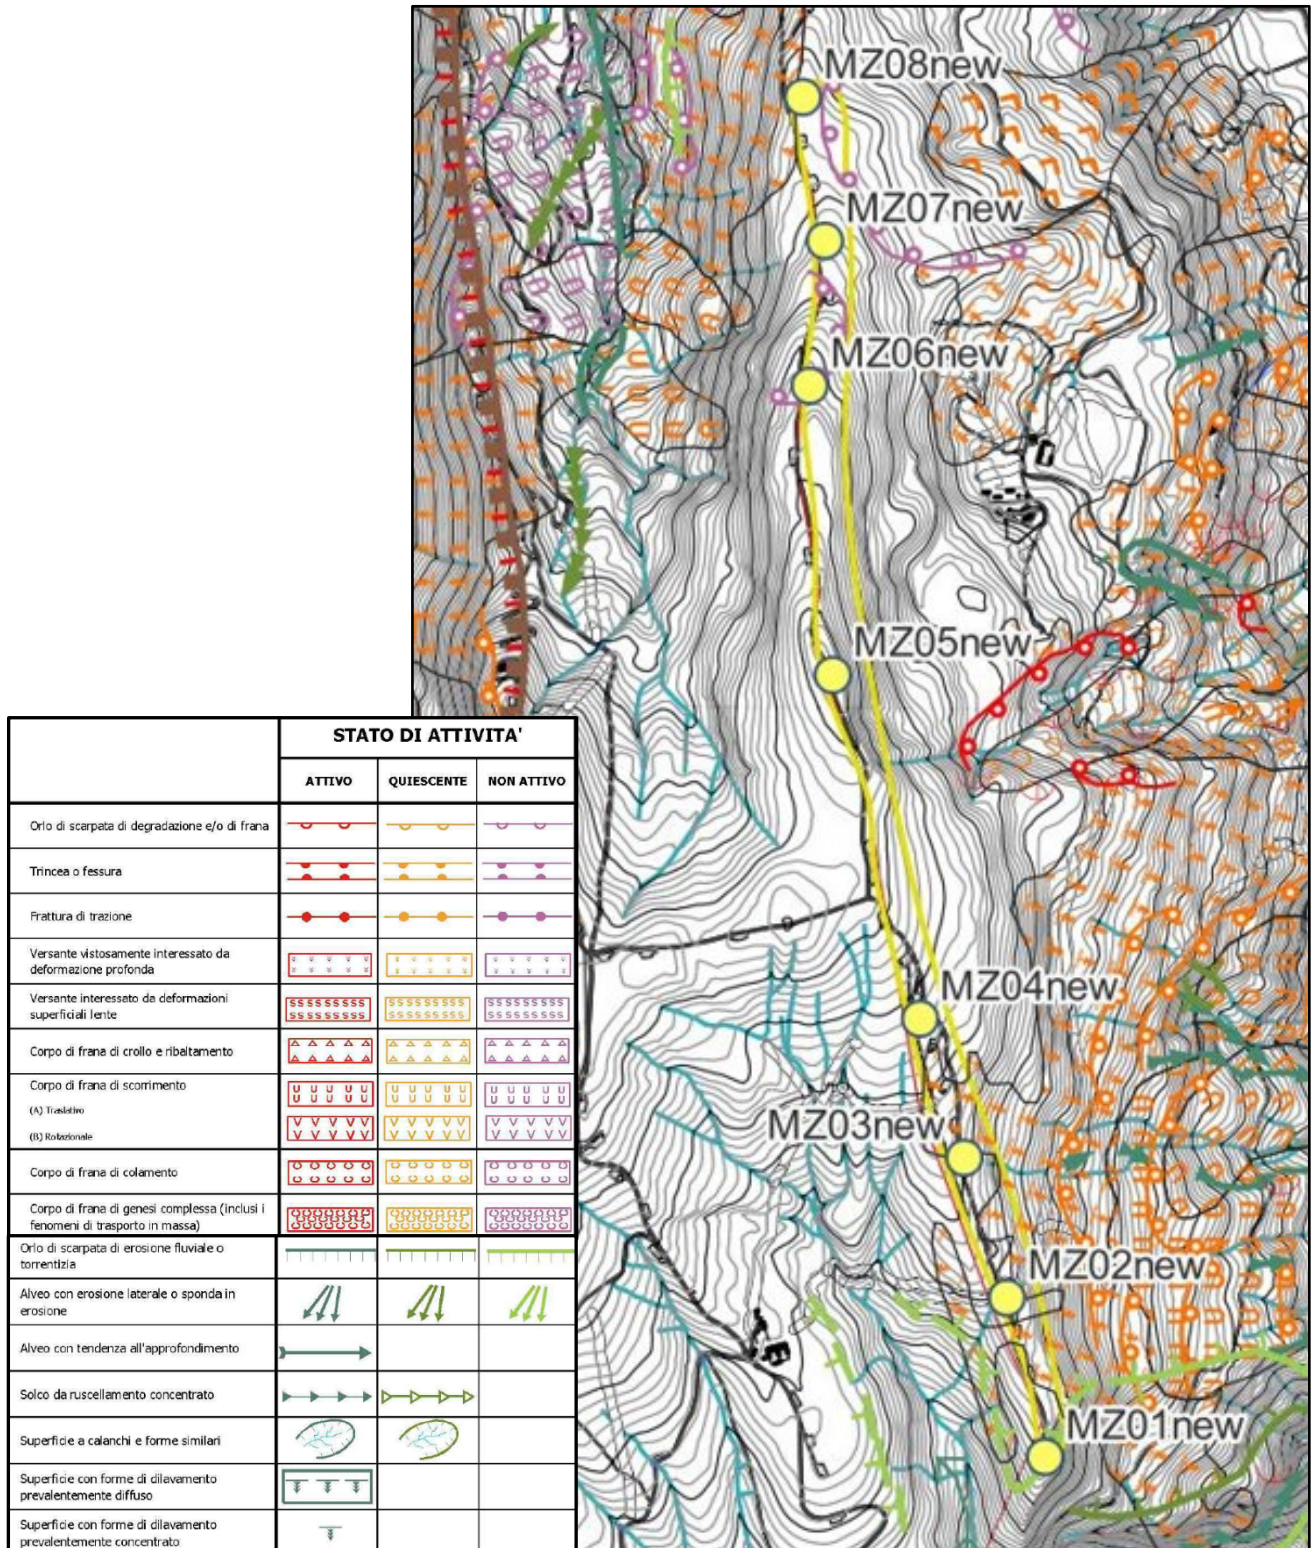 MZ08new
MZ07new
MZ06new
MZ05new
MZ04new
MZ03new
MZ02new
MZ01new
STATO DI ATTIVITA'
ATTIVO
QUIESCENTE
NON ATTIVO
Orlo di scarpata di degradazione e/o di frana
Trincea o fessura
Frattura di trazione
Versante vistosamente interessato da
deformazione profonda
Versante interessato da deformazioni
superficiali lente
Corpo di frana di crollo e ribaltamento
Corpo di frana di scorrimento
(A) Traslativo
(B) Rotazionale
Corpo di frana di colamento
Corpo di frana di genesi complessa (inclusi i
fenomeni di trasporto in massa)
Orlo di scarpata di erosione fluviale o
torrentizia
Alveo con erosione laterale o sponda in
erosione
Alveo con tendenza all'approfondimento
Solco da ruscellamento concentrato
Superficie a calanchi e forme similari
Superficie con forme di dilavamento
prevalentemente diffuso
Superficie con forme di dilavamento
prevalentemente concentrato